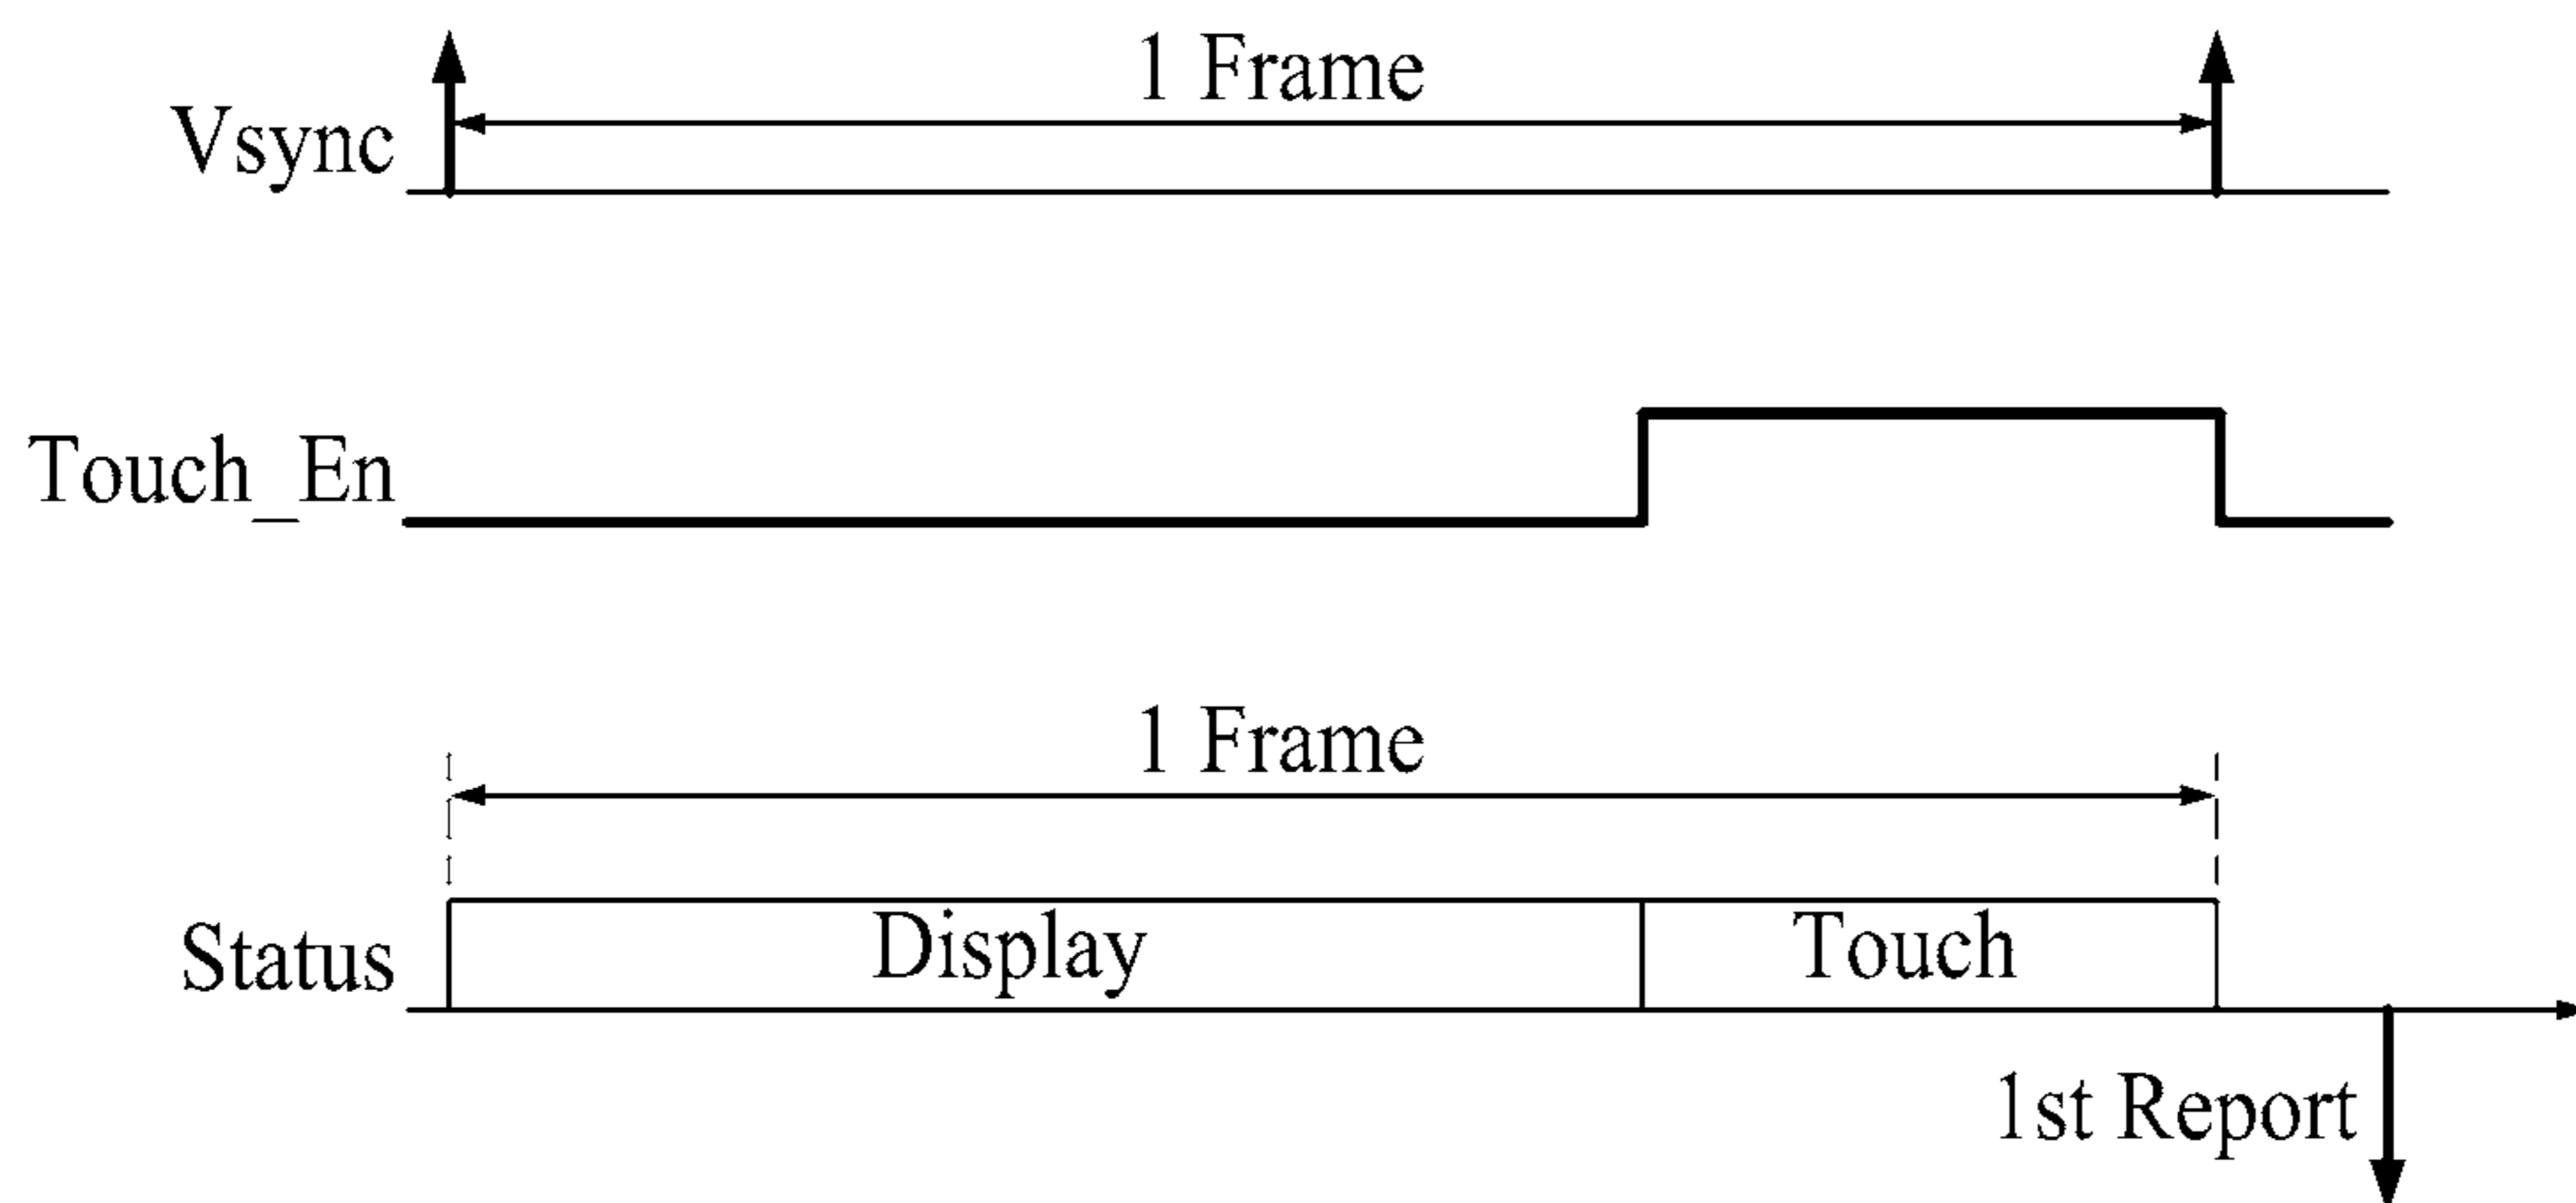 1 Frame
Vsync
Touch_En
1 Frame
Status
Display
Touch
1st Report